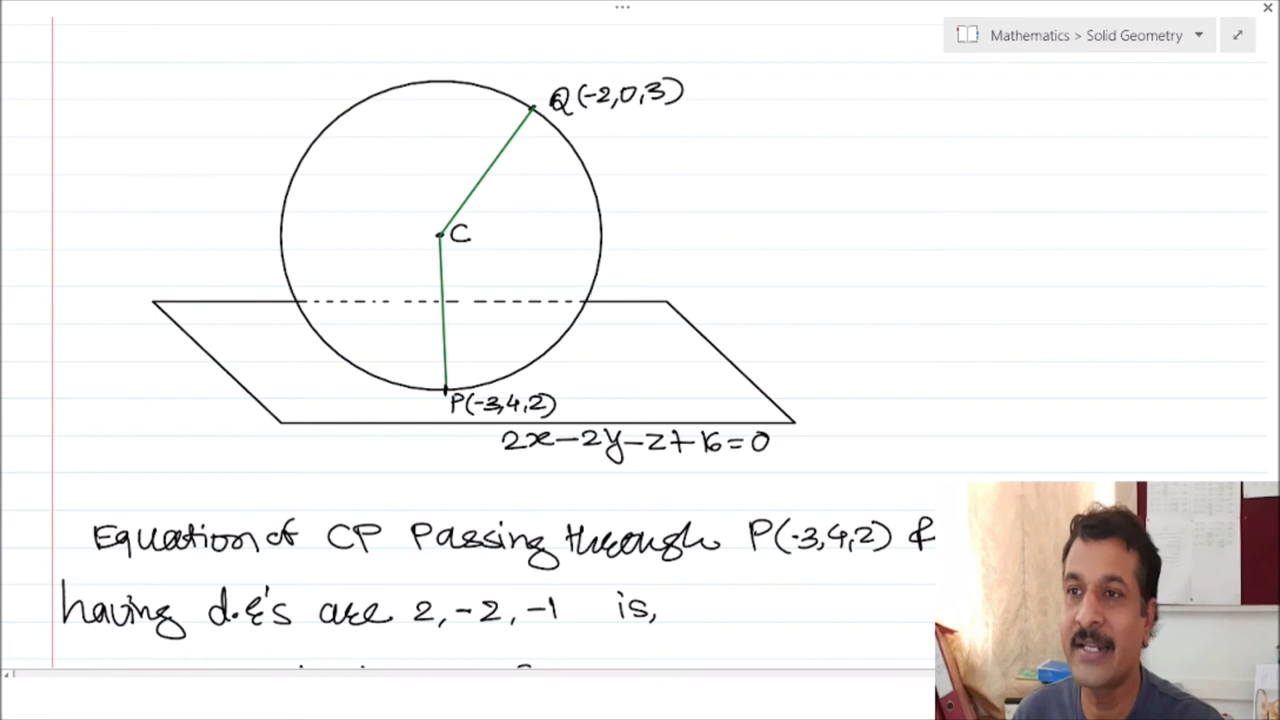 Mathematics > Solid Geometry
Q(-2,0,3)
C
P(-3,4,2)
2x-2y-z+16=0
Equation of CP Passing through P(-3,4,2) &
having d.r's are 2, -2, -1 is,